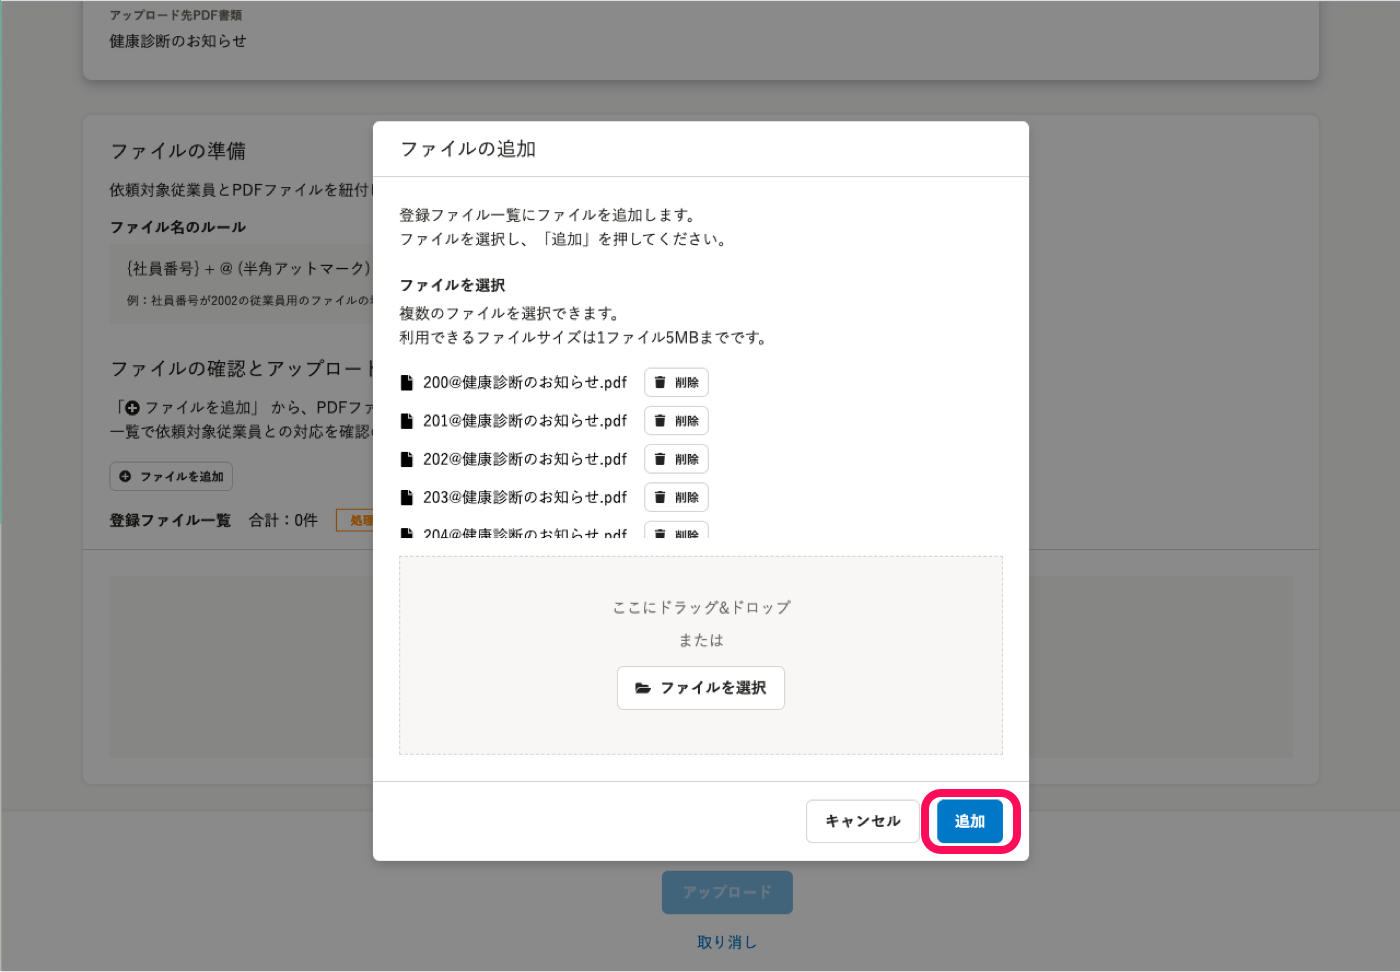 アップロード先PDF書類
健康診断のお知らせ
ファイルの準備
依頼対象従業員とPDFファイルを紐付
ファイル名のルール
{社員番号} + @ (半角アットマーク)
例：社員番号が2002の従業員用のファイルの
ファイルの確認とアップロード
「 ファイルを追加」 から、PDFファ
一覧で依頼対象従業員との対応を確認
ファイルを追加
登録ファイル一覧 合計：0件 処理
ファイルの追加
登録ファイル一覧にファイルを追加します。
ファイルを選択し、「追加」を押してください。
ファイルを選択
複数のファイルを選択できます。
利用できるファイルサイズは1ファイル5MBまでです。
200@健康診断のお知らせ.pdf 削除
201@健康診断のお知らせ.pdf 削除
202@健康診断のお知らせ.pdf 削除
203@健康診断のお知らせ.pdf 削除
204@健康診断のお知らせ.pdf 削除
ここにドラッグ&ドロップ
または
ファイルを選択
キャンセル 追加
アップロード
取り消し